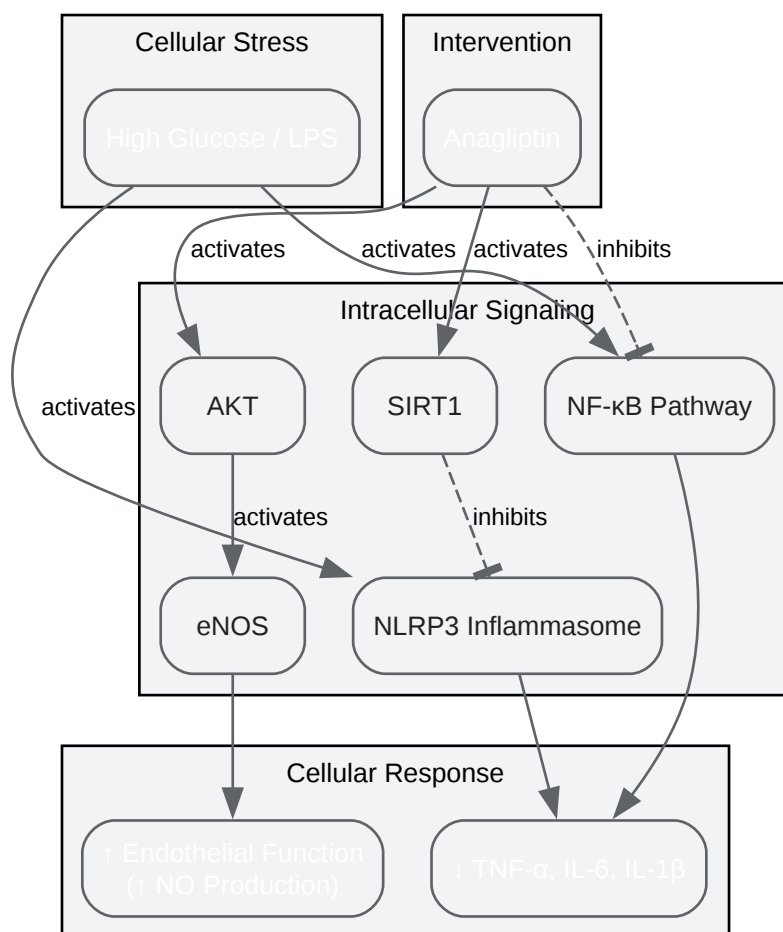 Cellular Stress
Intervention
High Glucose / LPS
Anagliptin
activates
activates
activates
inhibits
Intracellular Signaling
AKT
SIRT1
NF-κB Pathway
activates
activates
inhibits
eNOS
NLRP3 Inflammasome
Cellular Response
↑ Endothelial Function
(↑ NO Production)
↓ TNF-α, IL-6, IL-1β